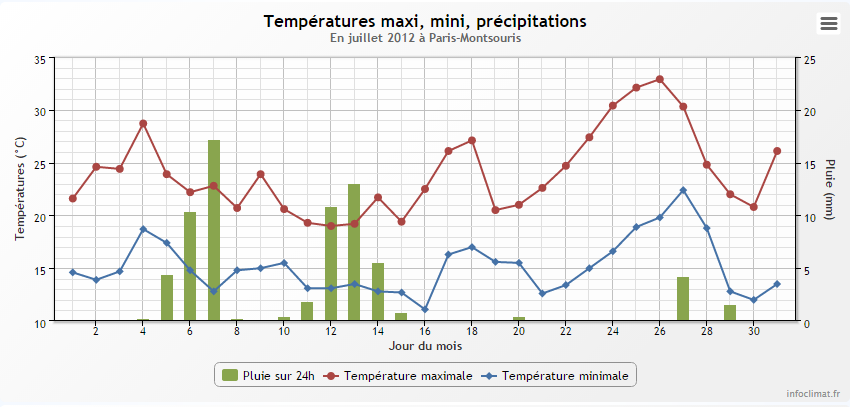 Températures maxi, mini, précipitations
En juillet 2012 à Paris-Montsouris
Températures (°C)
35
30
25
20
15
10
25
20
15
10
5
0
Pluie (mm)
2 4 6 8 10 12 14 16 18 20 22 24 26 28 30
Jour du mois
Pluie sur 24h Température maximale Température minimale
infoclimat.fr